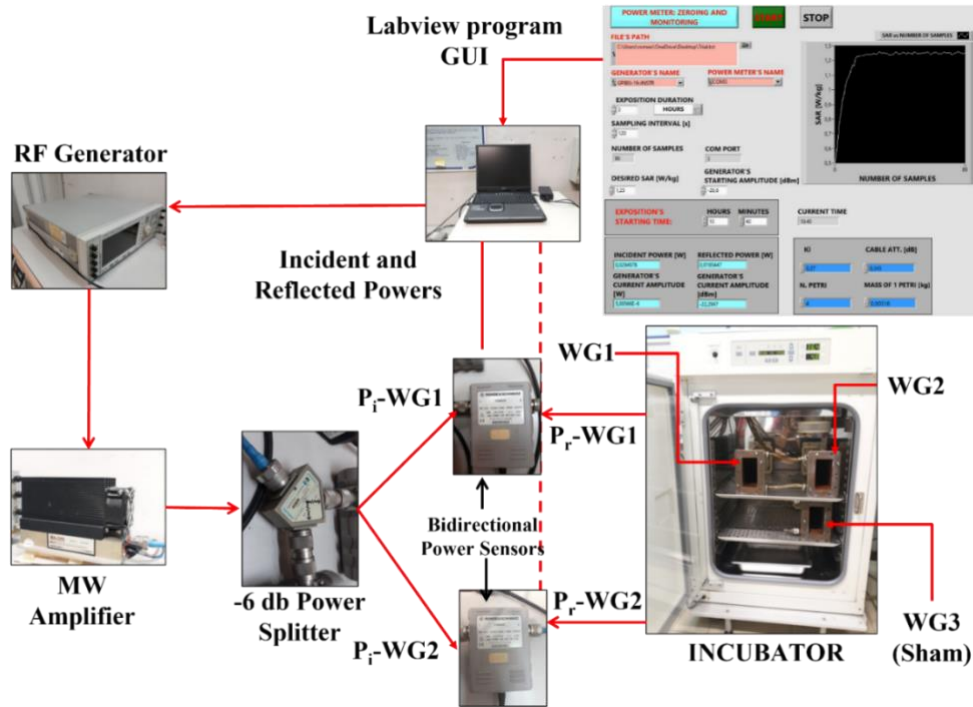 Labview program
GUI
POWER METER: ZEROING AND
MONITORING
START
STOP
FILE'S PATH
SAR vs NUMBER OF SAMPLES
GENERATOR'S NAME
POWER METER'S NAME
EXPOSITION DURATION
HOURS
SAMPLING INTERVAL [s]
NUMBER OF SAMPLES
COM PORT
DESIRED SAR [W/kg]
GENERATOR'S
STARTING AMPLITUDE [dBm]
SAR [W/kg]
NUMBER OF SAMPLES
EXPOSITION'S
STARTING TIME:
HOURS
MINUTES
CURRENT TIME
INCIDENT POWER [W]
REFLECTED POWER [W]
GENERATOR'S
CURRENT AMPLITUDE
[W]
GENERATOR'S
CURRENT AMPLITUDE
[dBm]
KI
CABLE ATT. [dB]
N. PETRI
MASS OF 1 PETRI [kg]
RF Generator
Incident and
Reflected Powers
WG1
WG2
Pi-WG1
Pr-WG1
Bidirectional
Power Sensors
MW
Amplifier
-6 db Power
Splitter
Pi-WG2
Pr-WG2
INCUBATOR
WG3
(Sham)